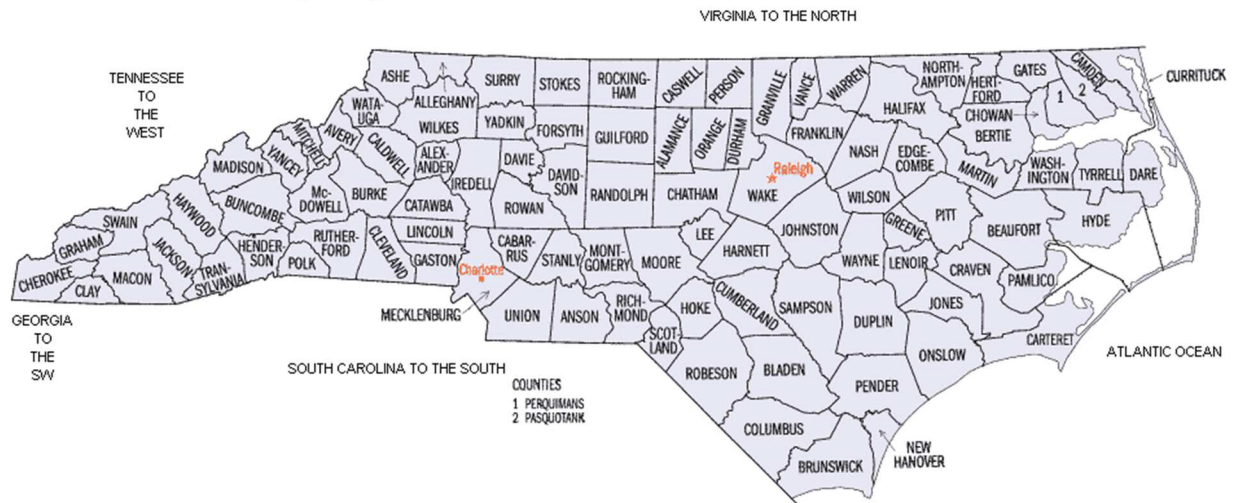 VIRGINIA TO THE NORTH
TENNESSEE
TO
THE
WEST
ASHE
ALLEGHANY
SURRY
STOKES
ROCKING-
HAM
CASWELL
PERSON
GRANVILLE
VANCE
WARREN
NORTH-
AMPTON
HERT-
FORD
GATES
CAMDEN
CURRITUCK
1
2
WATA-
UGA
WILKES
YADKIN
FORSYTH
GUILFORD
ALAMANCE
ORANGE
DURHAM
FRANKLIN
HALIFAX
CHOWAN
BERTIE
MITCHELL
AVERY
CALDWELL
ALEX-
ANDER
IREDELL
DAVIE
DAVID-
SON
NASH
EDGE-
COMBE
MARTIN
WASH-
INGTON
TYRRELL
DARE
MADISON
YANCEY
McDOWELL
BURKE
CATAWBA
ROWAN
RANDOLPH
CHATHAM
Raleigh
WAKE
WILSON
PITT
BEAUFORT
HYDE
SWAIN
HAYWOOD
BUNCOMBE
RUTHER-
FORD
CLEVELAND
LINCOLN
GASTON
CABAR-
RUS
STANLY
MONT-
GOMERY
MOORE
LEE
HARNETT
JOHNSTON
GREENE
GRAHAM
CHEROKEE
CLAY
MACON
JACKSON
TRAN-
SYLVANIA
HENDER-
SON
POLK
Charlotte
MECKLENBURG
UNION
ANSON
RICH-
MOND
SCOT-
LAND
HOKE
CUMBERLAND
SAMPSON
WAYNE
LENOIR
CRAVEN
PAMLICO
JONES
DUPLIN
ONSLOW
CARTERET
GEORGIA
TO
THE
SW
SOUTH CAROLINA TO THE SOUTH
ATLANTIC OCEAN
ROBESON
BLADEN
PENDER
COUNTIES
1 PERQUIMANS
2 PASQUOTANK
COLUMBUS
BRUNSWICK
NEW
HANOVER